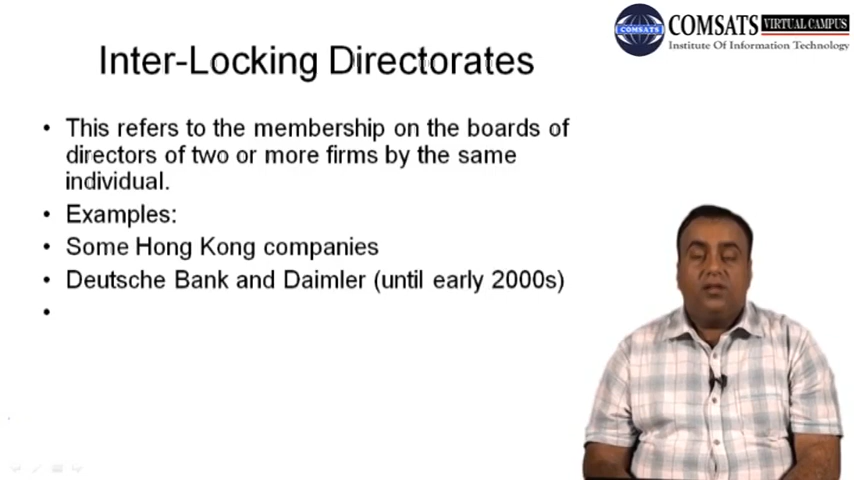 COMSATS VIRTUAL CAMPUS
COMSATS
Institute Of Information Technology
Inter-Locking Directorates
• This refers to the membership on the boards of
directors of two or more firms by the same
individual.
• Examples:
• Some Hong Kong companies
• Deutsche Bank and Daimler (until early 2000s)
•